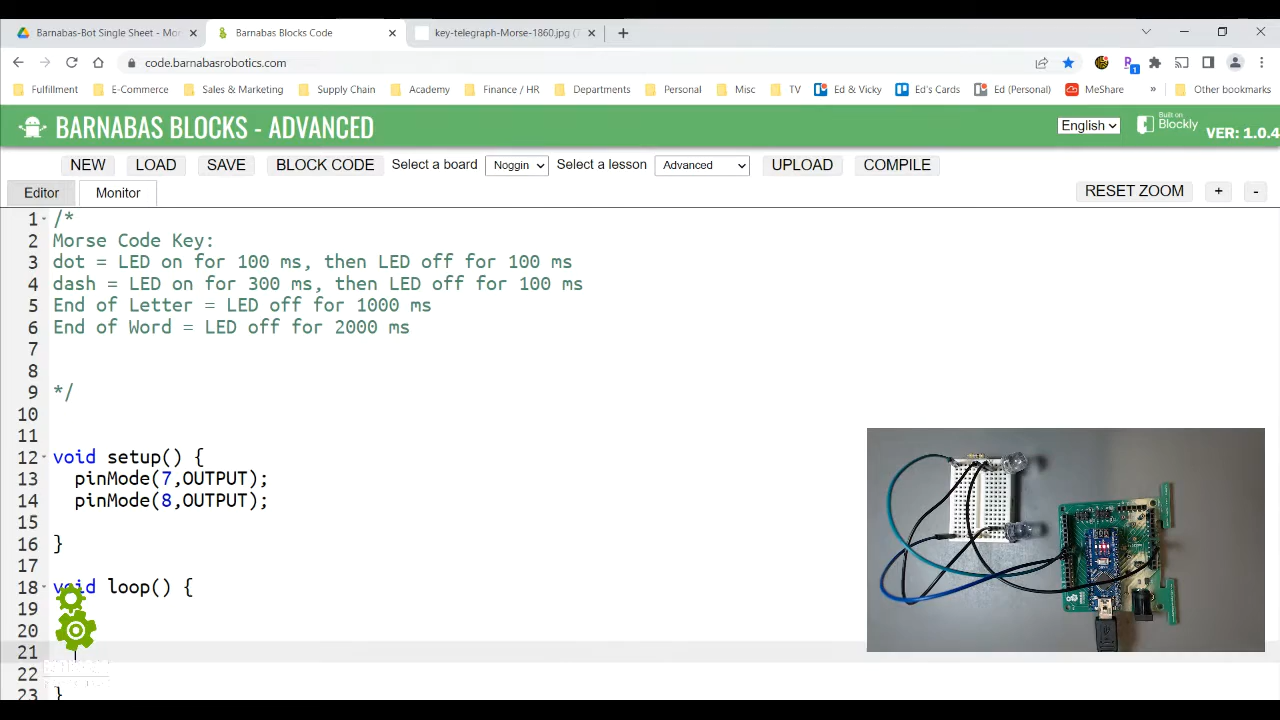 Barnabas-Bot Single Sheet - Mo
Barnabas Blocks Code
key-telegraph-Morse-1860.jpg (
code.barnabasrobotics.com
Fulfillment E-Commerce Sales & Marketing Supply Chain Academy Finance / HR Departments Personal Misc TV Ed & Vicky Ed's Cards Ed (Personal) MeShare » Other bookmarks
BARNABAS BLOCKS - ADVANCED
English
Built on
Blockly
VER: 1.0.4
NEW LOAD SAVE BLOCK CODE Select a board Noggin Select a lesson Advanced UPLOAD COMPILE
Editor Monitor RESET ZOOM + -
1 /*
2 Morse Code Key:
3 dot = LED on for 100 ms, then LED off for 100 ms
4 dash = LED on for 300 ms, then LED off for 100 ms
5 End of Letter = LED off for 1000 ms
6 End of Word = LED off for 2000 ms
7
8
9 */
10
11
12 void setup() {
13 pinMode(7,OUTPUT);
14 pinMode(8,OUTPUT);
15
16 }
17
18 void loop() {
19
20
21
22
23 }